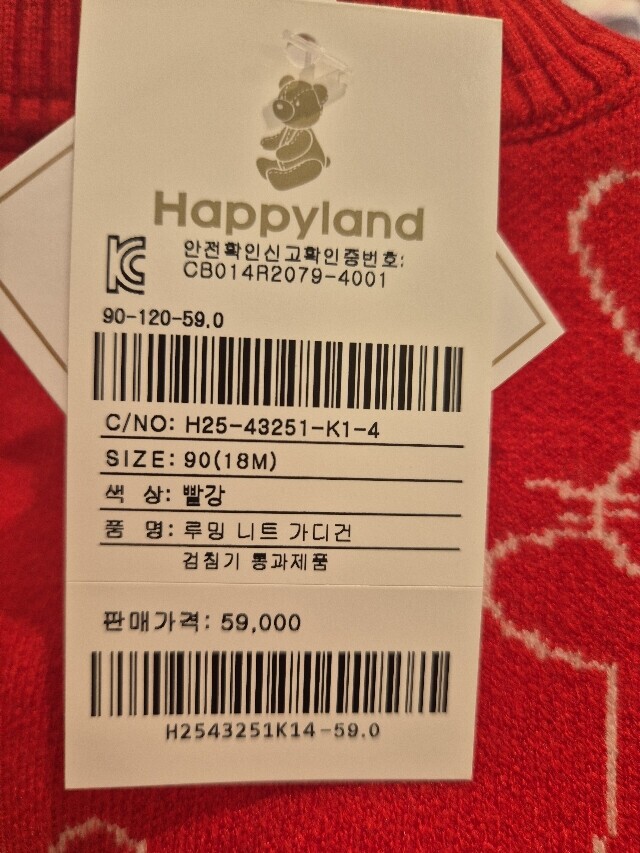 Happyland
안전확인신고확인증번호:
CB014R2079-4001
90-120-59.0
C/NO: H25-43251-K1-4
SIZE: 90(18M)
색 상: 빨강
품 명: 루밍 니트 가디건
검침기 통과제품
판매가격: 59,000
H2543251K14-59.0